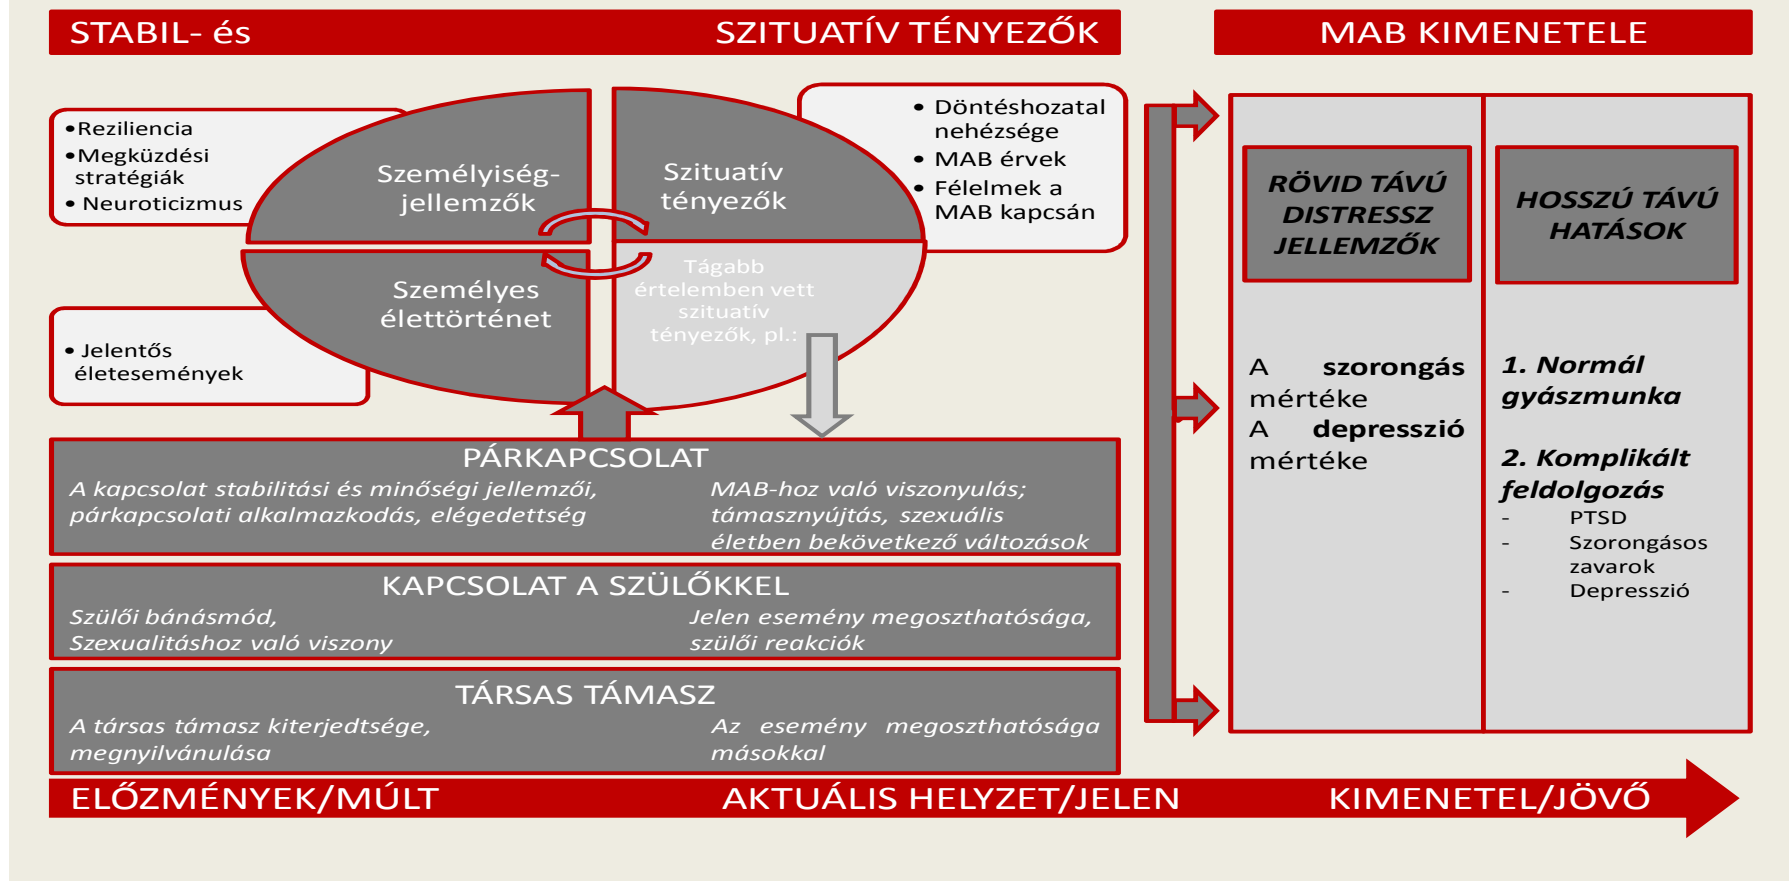 STABIL- és SZITUATÍV TÉNYEZŐK
MAB KIMENETELE
•Reziliencia
•Megküzdési
stratégiák
• Neuroticizmus
Személyiség-
jellemzők
Szituatív
tényezők
• Döntéshozatal
nehézsége
• MAB érvek
• Félelmek a
MAB kapcsán
• Jelentős
életesemények
Személyes
élettörténet
Tágabb
értelemben vett
szituatív
tényezők, pl.:
PÁRKAPCSOLAT
A kapcsolat stabilitási és minőségi jellemzői,
párkapcsolati alkalmazkodás, elégedettség
MAB-hoz való viszonyulás;
támasznyújtás, szexuális
életben bekövetkező változások
KAPCSOLAT A SZÜLŐKKEL
Szülői bánásmód,
Szexualitáshoz való viszony
Jelen esemény megoszthatósága,
szülői reakciók
TÁRSAS TÁMASZ
A társas támasz kiterjedtsége,
megnyilvánulása
Az esemény megoszthatósága
másokkal
RÖVID TÁVÚ
DISTRESSZ
JELLEMZŐK
A szorongás
mértéke
A depresszió
mértéke
HOSSZÚ TÁVÚ
HATÁSOK
1. Normál
gyászmunka
2. Komplikált
feldolgozás
- PTSD
- Szorongásos
zavarok
- Depresszió
ELŐZMÉNYEK/MÚLT AKTUÁLIS HELYZET/JELEN KIMENETEL/JÖVŐ